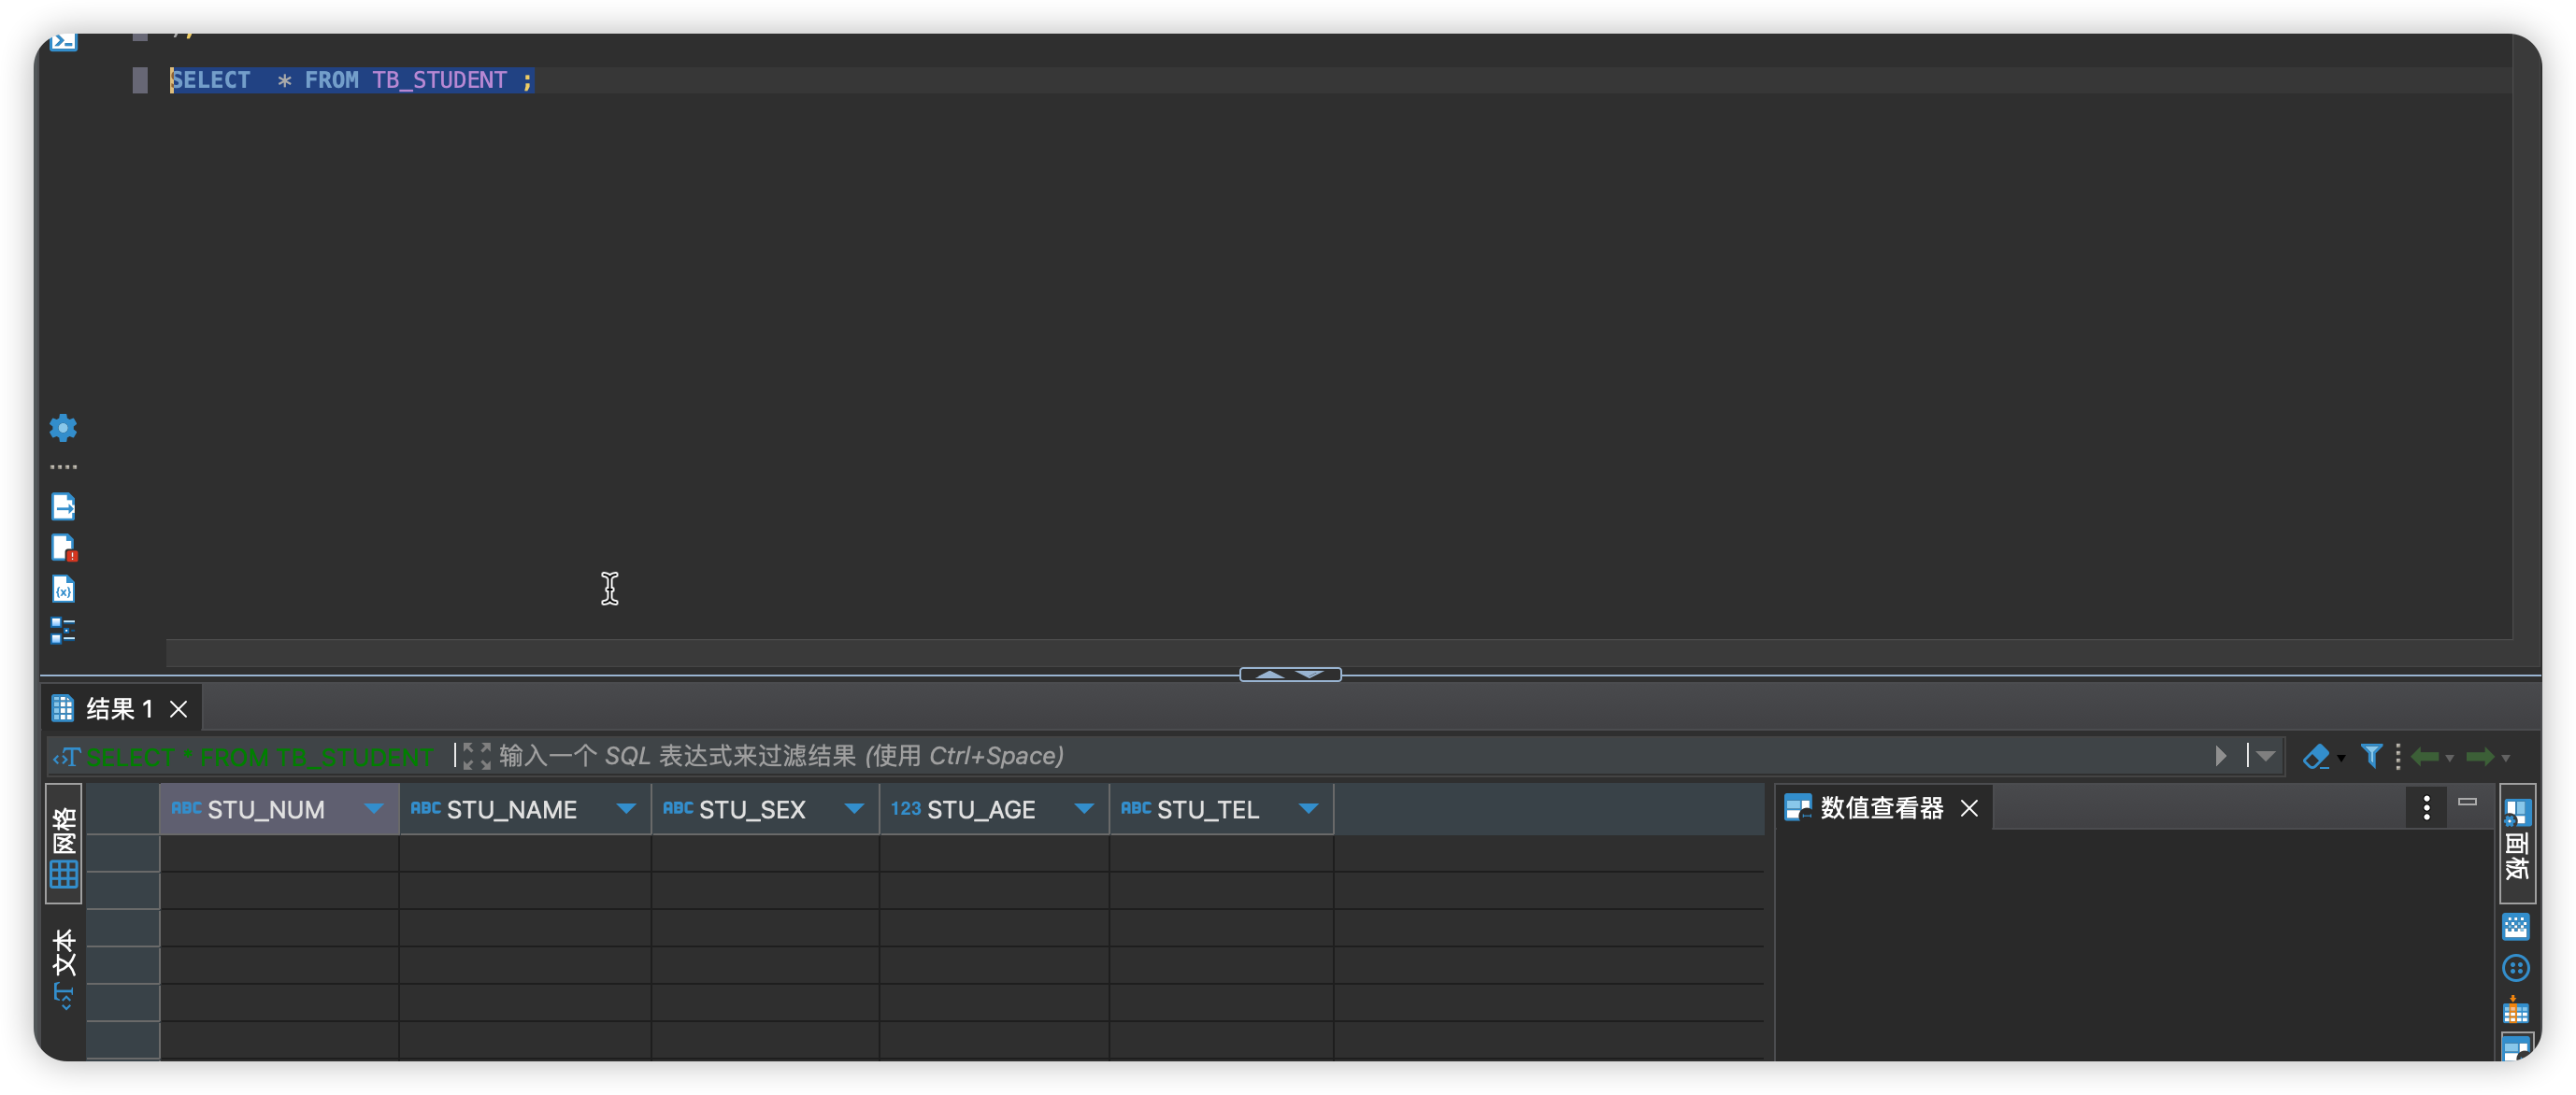 SELECT  * FROM TB_STUDENT ;
结果 1
SELECT * FROM TB_STUDENT 输入一个 SQL 表达式来过滤结果 (使用 Ctrl+Space)
网格
文本
ABC STU_NUM ABC STU_NAME ABC STU_SEX 123 STU_AGE ABC STU_TEL
数值查看器
面板